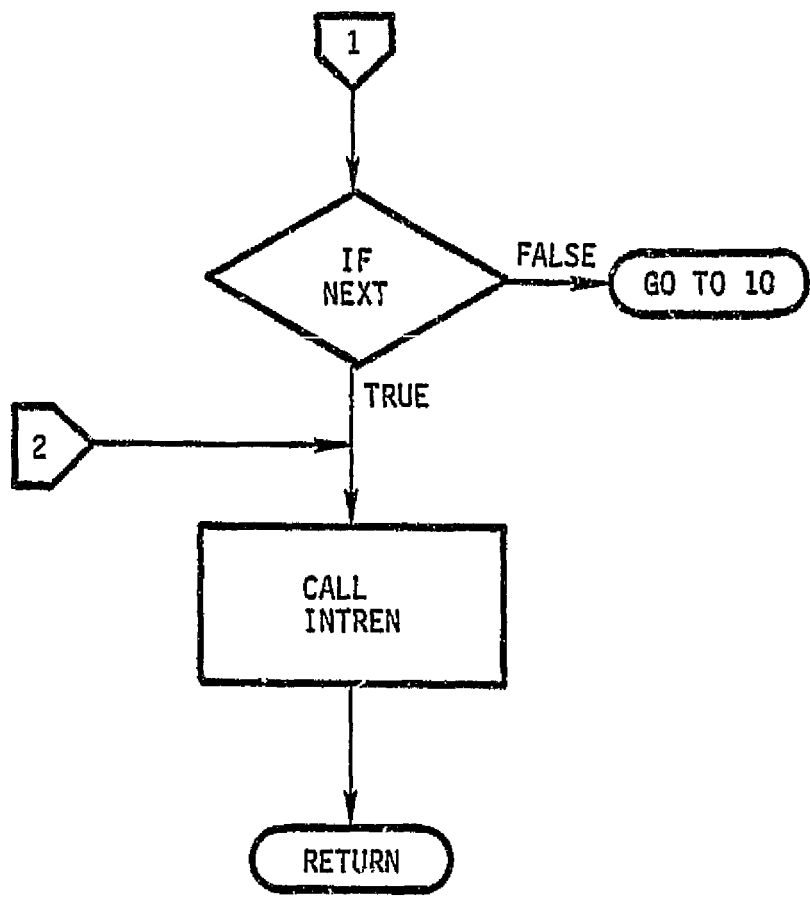 1
IF
NEXT
FALSE
GO TO 10
TRUE
2
CALL
INTREN
RETURN